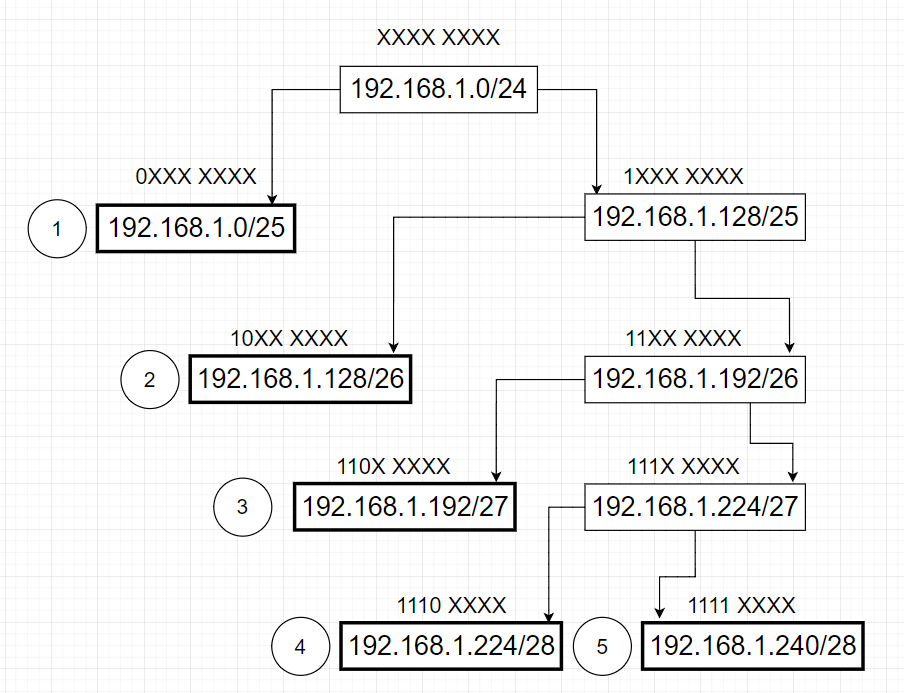 XXXX XXXX
192.168.1.0/24
0XXX XXXX
1XXX XXXX
1
192.168.1.0/25
192.168.1.128/25
10XX XXXX
11XX XXXX
2
192.168.1.128/26
192.168.1.192/26
110X XXXX
111X XXXX
3
192.168.1.192/27
192.168.1.224/27
1110 XXXX
1111 XXXX
4
192.168.1.224/28
5
192.168.1.240/28